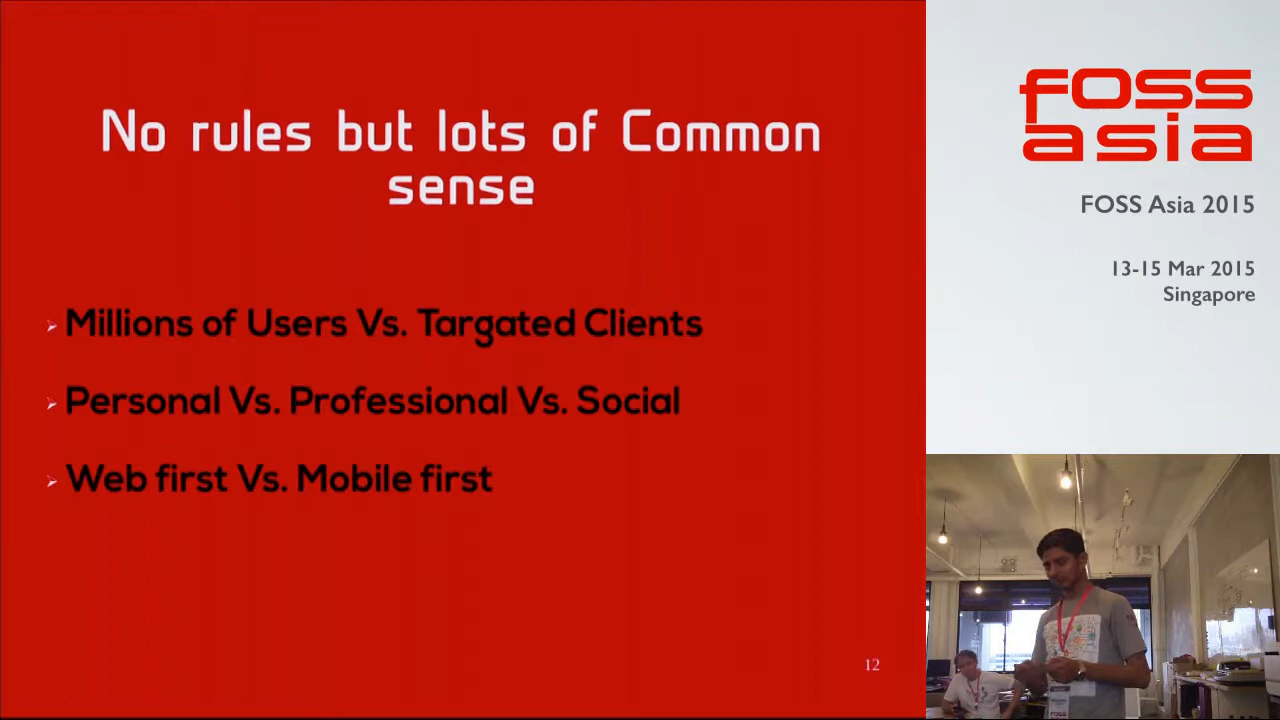 No rules but lots of Common
sense
Millions of Users Vs. Targated Clients
Personal Vs. Professional Vs. Social
Web first Vs. Mobile first
12
foss
asia
FOSS Asia 2015
13-15 Mar 2015
Singapore
FOSS